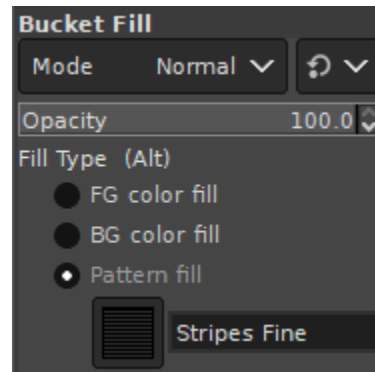 Bucket Fill
Mode Normal
Opacity 100.0
Fill Type (Alt)
FG color fill
BG color fill
Pattern fill
Stripes Fine